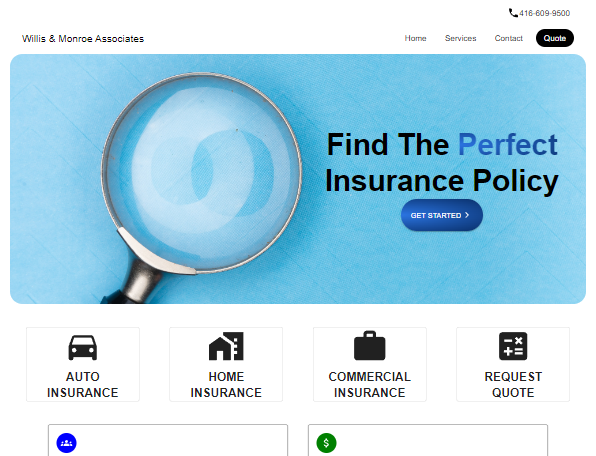 416-609-9500
Willis & Monroe Associates
Home Services Contact Quote
Find The Perfect
Insurance Policy
GET STARTED
AUTO
INSURANCE
HOME
INSURANCE
COMMERCIAL
INSURANCE
REQUEST
QUOTE